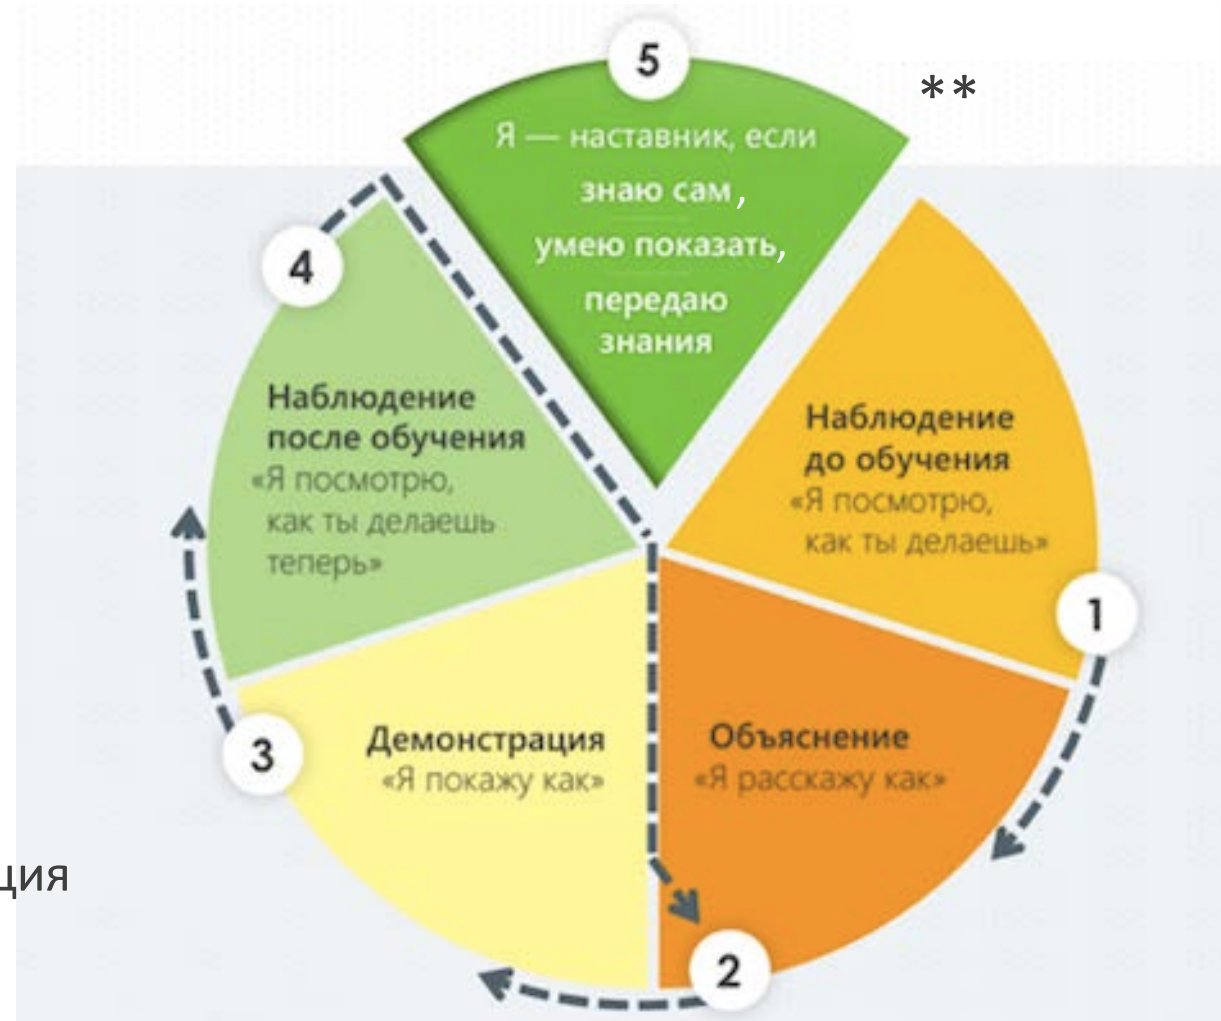 5
**
Я — наставник, если
знаю сам,
умею показать,
передаю
знания
4
Наблюдение
после обучения
«Я посмотрю,
как ты делаешь
теперь»
Наблюдение
до обучения
«Я посмотрю,
как ты делаешь»
1
3
Демонстрация
«Я покажу как»
Объяснение
«Я расскажу как»
ция
2